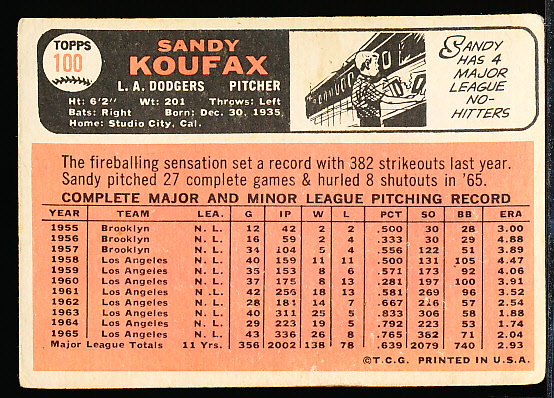 TOPPS
100
SANDY
KOUFAX
L. A. DODGERS PITCHER
Ht: 6'2" Wt: 201 Throws: Left
Bats: Right Born: Dec. 30, 1935
Home: Studio City, Cal.
SANDY
HAS 4
MAJOR
LEAGUE
NO-
HITTERS
The fireballing sensation set a record with 382 strikeouts last year.
Sandy pitched 27 complete games & hurled 8 shutouts in '65.
COMPLETE MAJOR AND MINOR LEAGUE PITCHING RECORD
YEAR TEAM LEA. G IP W L PCT SO BB ERA
1955 Brooklyn N. L. 12 42 2 2 .500 30 28 3.00
1956 Brooklyn N. L. 16 59 2 4 .333 30 29 4.88
1957 Brooklyn N. L. 34 104 5 4 .556 122 51 3.89
1958 Los Angeles N. L. 40 159 11 11 .500 131 105 4.47
1959 Los Angeles N. L. 35 153 8 6 .571 173 92 4.06
1960 Los Angeles N. L. 37 175 8 13 .281 197 100 3.91
1961 Los Angeles N. L. 42 256 18 13 .581 269 96 3.52
1962 Los Angeles N. L. 28 181 14 7 .667 216 57 2.54
1963 Los Angeles N. L. 40 311 25 5 .833 306 58 1.88
1964 Los Angeles N. L. 29 223 19 5 .792 223 53 1.74
1965 Los Angeles N. L. 43 336 26 8 .765 382 71 2.04
Major League Totals 11 Yrs. 356 2002 138 78 .639 2079 740 2.93
©T.C.G. PRINTED IN U.S.A.